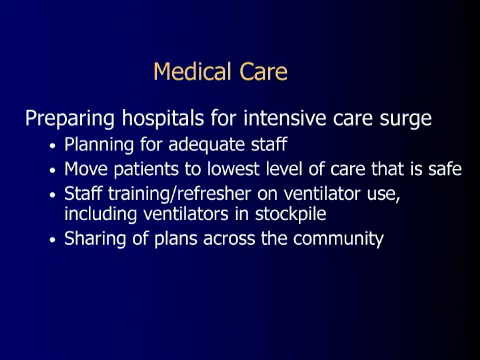 Medical Care
Preparing hospitals for intensive care surge
• Planning for adequate staff
• Move patients to lowest level of care that is safe
• Staff training/refresher on ventilator use,
including ventilators in stockpile
• Sharing of plans across the community